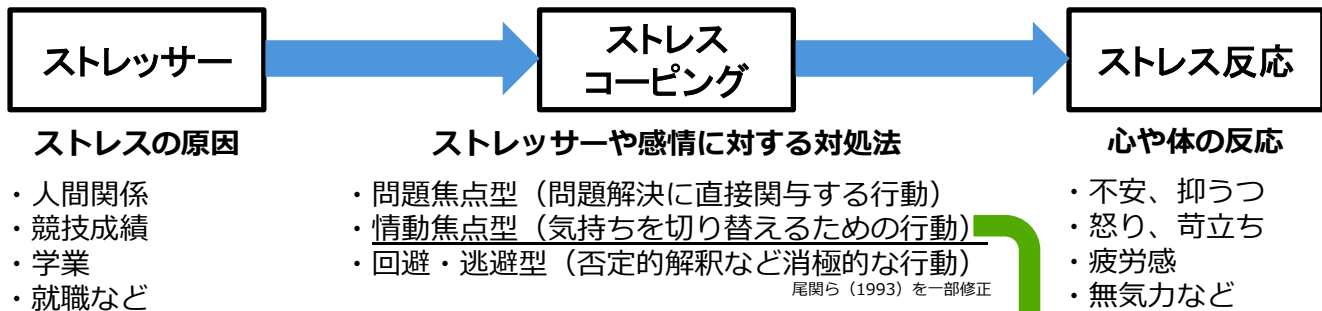 ストレッサー
ストレス
コーピング
ストレス反応
ストレスの原因
ストレッサーや感情に対する対処法
心や体の反応
・人間関係
・競技成績
・学業
・就職など
・問題焦点型（問題解決に直接関与する行動）
・情動焦点型（気持ちを切り替えるための行動）
・回避・逃避型（否定的解釈など消極的な行動）
尾関ら（1993）を一部修正
・不安、抑うつ
・怒り、苛立ち
・疲労感
・無気力など